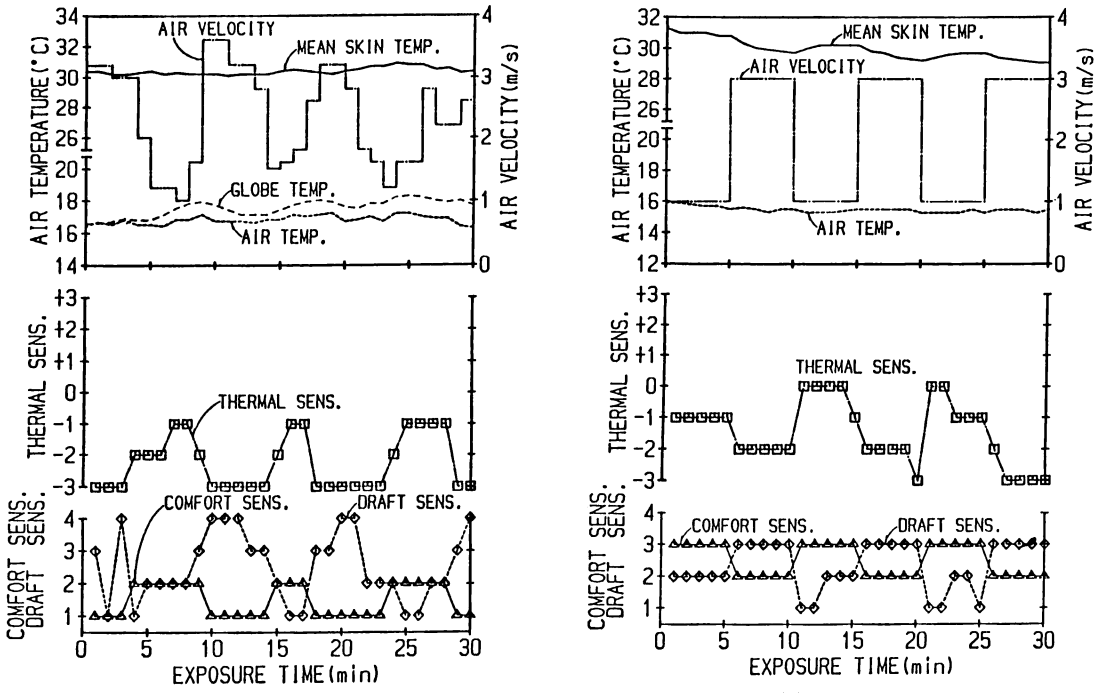 AIR TEMPERATURE(°C)
34
32
30
28
26
20
18
16
14
AIR VELOCITY
MEAN SKIN TEMP.
GLOBE TEMP.
AIR TEMP.
4
3
2
1
0
AIR VELOCITY(m/s)
THERMAL SENS.
+3
+2
+1
0
-1
-2
-3
THERMAL SENS.
COMFORT SENS.
DRAFT SENS.
4
3
2
1
COMFORT SENS.
DRAFT SENS.
0 5 10 15 20 25 30
EXPOSURE TIME(min)
AIR TEMPERATURE(°C)
32
30
28
26
20
18
16
14
12
MEAN SKIN TEMP.
AIR VELOCITY
AIR TEMP.
4
3
2
1
0
AIR VELOCITY(m/s)
THERMAL SENS.
+3
+2
+1
0
-1
-2
-3
THERMAL SENS.
COMFORT SENS.
DRAFT SENS.
4
3
2
1
COMFORT SENS.
DRAFT SENS.
0 5 10 15 20 25 30
EXPOSURE TIME(min)